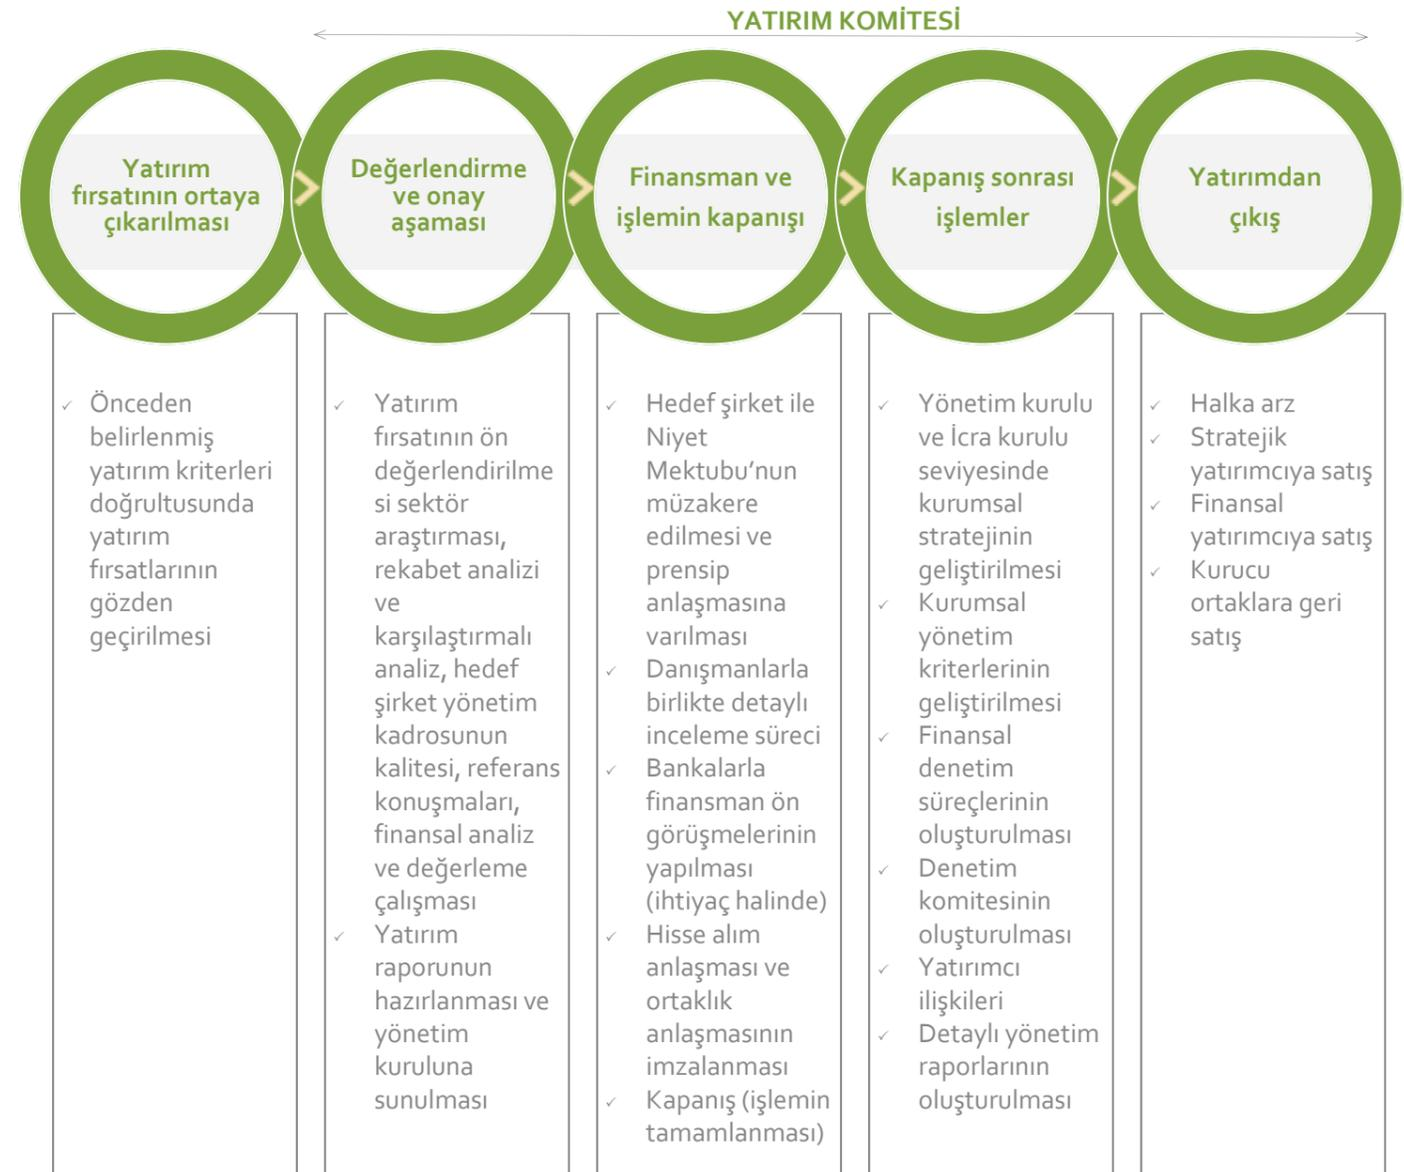 YATIRIM KOMİTESİ
Yatırım
fırsatının ortaya
çıkarılması
Değerlendirme
ve onay
aşaması
Finansman ve
işlemin kapanışı
Kapanış sonrası
işlemler
Yatırımdan
çıkış
✓ Önceden
belirlenmiş
yatırım kriterleri
doğrultusunda
yatırım
fırsatlarının
gözden
geçirilmesi
✓ Yatırım
fırsatının ön
değerlendirilme
si sektör
araştırması,
rekabet analizi
ve
karşılaştırmalı
analiz, hedef
şirket yönetim
kadrosunun
kalitesi, referans
konuşmaları,
finansal analiz
ve değerleme
çalışması
✓ Yatırım
raporunun
hazırlanması ve
yönetim
kuruluna
sunulması
✓ Hedef şirket ile
Niyet
Mektubu’nun
müzakere
edilmesi ve
prensip
anlaşmasına
varılması
✓ Danışmanlarla
birlikte detaylı
inceleme süreci
✓ Bankalarla
finansman ön
görüşmelerinin
yapılması
(ihtiyaç halinde)
✓ Hisse alım
anlaşması ve
ortaklık
anlaşmasının
imzalanması
✓ Kapanış (işlemin
tamamlanması)
✓ Yönetim kurulu
ve İcra kurulu
seviyesinde
kurumsal
stratejinin
geliştirilmesi
✓ Kurumsal
yönetim
kriterlerinin
geliştirilmesi
✓ Finansal
denetim
süreçlerinin
oluşturulması
✓ Denetim
komitesinin
oluşturulması
✓ Yatırımcı
ilişkileri
✓ Detaylı yönetim
raporlarının
oluşturulması
✓ Halka arz
✓ Stratejik
yatırımcıya satış
✓ Finansal
yatırımcıya satış
✓ Kurucu
ortaklara geri
satış